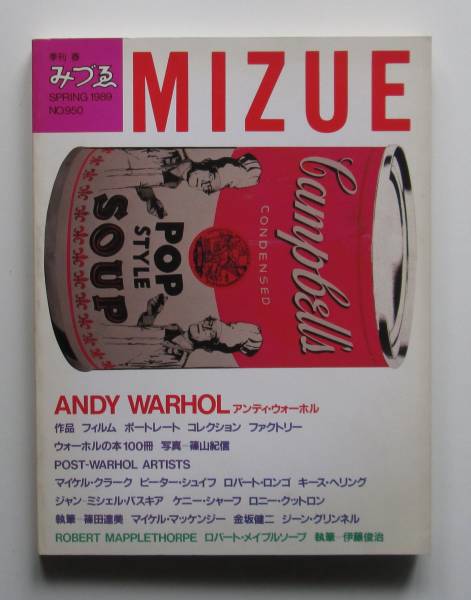 季刊 春
みづゑ
SPRING 1989
NO.950
MIZUE
Campbell's
CONDENSED
POP
STYLE
SOUP
ANDY WARHOL アンディ・ウォーホル
作品 フィルム ポートレート コレクション ファクトリー
ウォーホルの本100冊 写真―篠山紀信
POST-WARHOL ARTISTS
マイケル・クラーク ピーター・シュイフ ロバート・ロンゴ キース・ヘリング
ジャン=ミシェル・バスキア ケニー・シャーフ ロニー・クットロン
執筆―篠田達美 マイケル・マッケンジー 金坂健二 ジーン・グリンネル
ROBERT MAPPLETHORPE ロバート・メイプルソープ 執筆―伊藤俊治